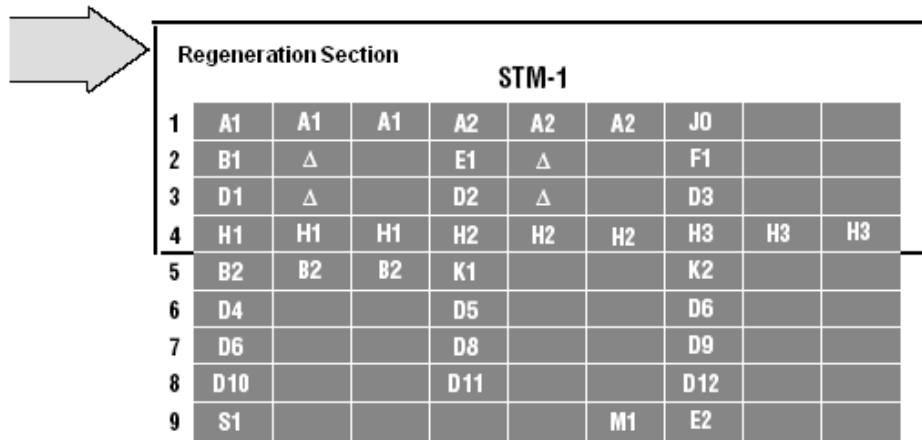 Regeneration Section
STM-1
1 A1 A1 A1 A2 A2 A2 J0
2 B1 Δ E1 Δ F1
3 D1 Δ D2 Δ D3
4 H1 H1 H1 H2 H2 H2 H3 H3 H3
5 B2 B2 B2 K1 K2
6 D4 D5 D6
7 D6 D8 D9
8 D10 D11 D12
9 S1 M1 E2